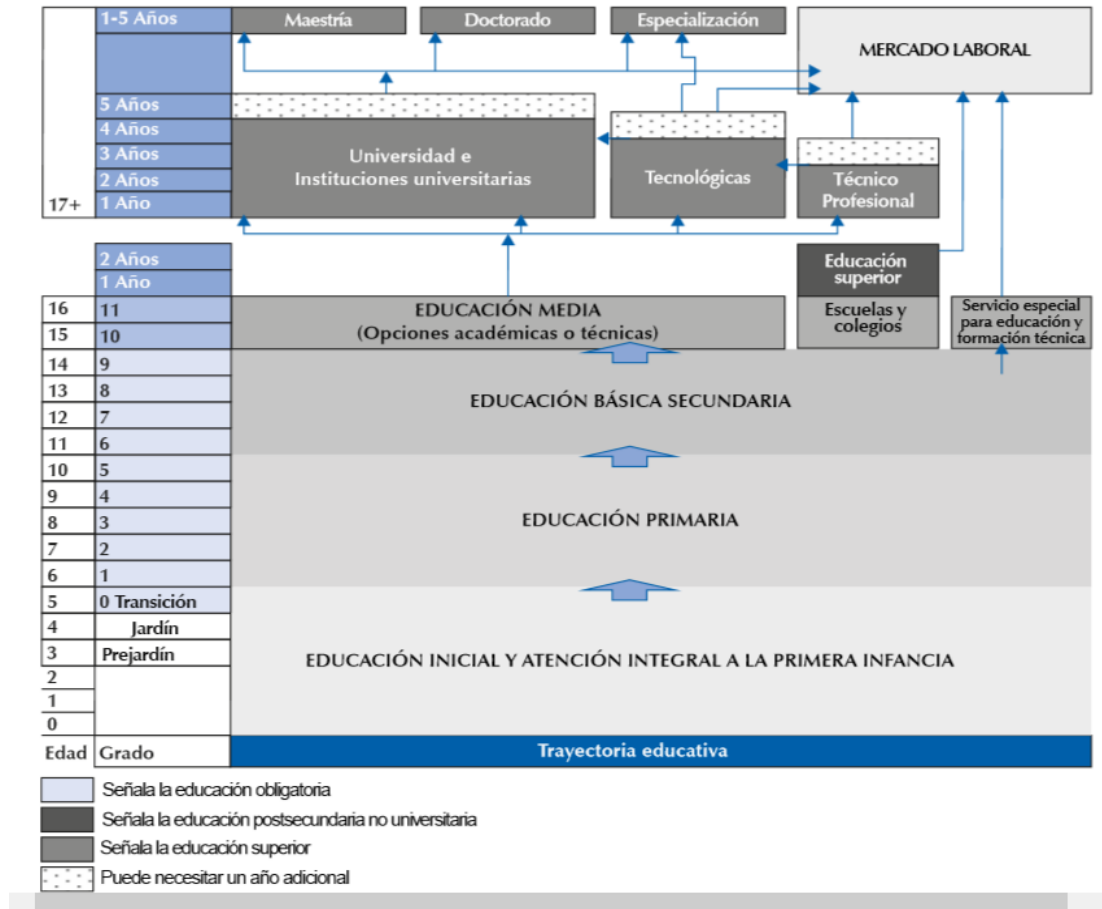 1-5 Años
Maestría
Doctorado
Especialización
MERCADO LABORAL
5 Años
4 Años
3 Años
2 Años
17+
1 Año
Universidad e
Instituciones universitarias
Tecnológicas
Técnico
Profesional
2 Años
1 Año
Educación
superior
16
11
15
10
EDUCACIÓN MEDIA
(Opciones académicas o técnicas)
Escuelas y
colegios
Servicio especial
para educación y
formación técnica
14
9
13
8
12
7
11
6
EDUCACIÓN BÁSICA SECUNDARIA
10
5
9
4
8
3
7
2
6
1
EDUCACIÓN PRIMARIA
5
0 Transición
4
Jardín
3
Prejardín
2
1
0
EDUCACIÓN INICIAL Y ATENCIÓN INTEGRAL A LA PRIMERA INFANCIA
Edad
Grado
Trayectoria educativa
Señala la educación obligatoria
Señala la educación postsecundaria no universitaria
Señala la educación superior
Puede necesitar un año adicional